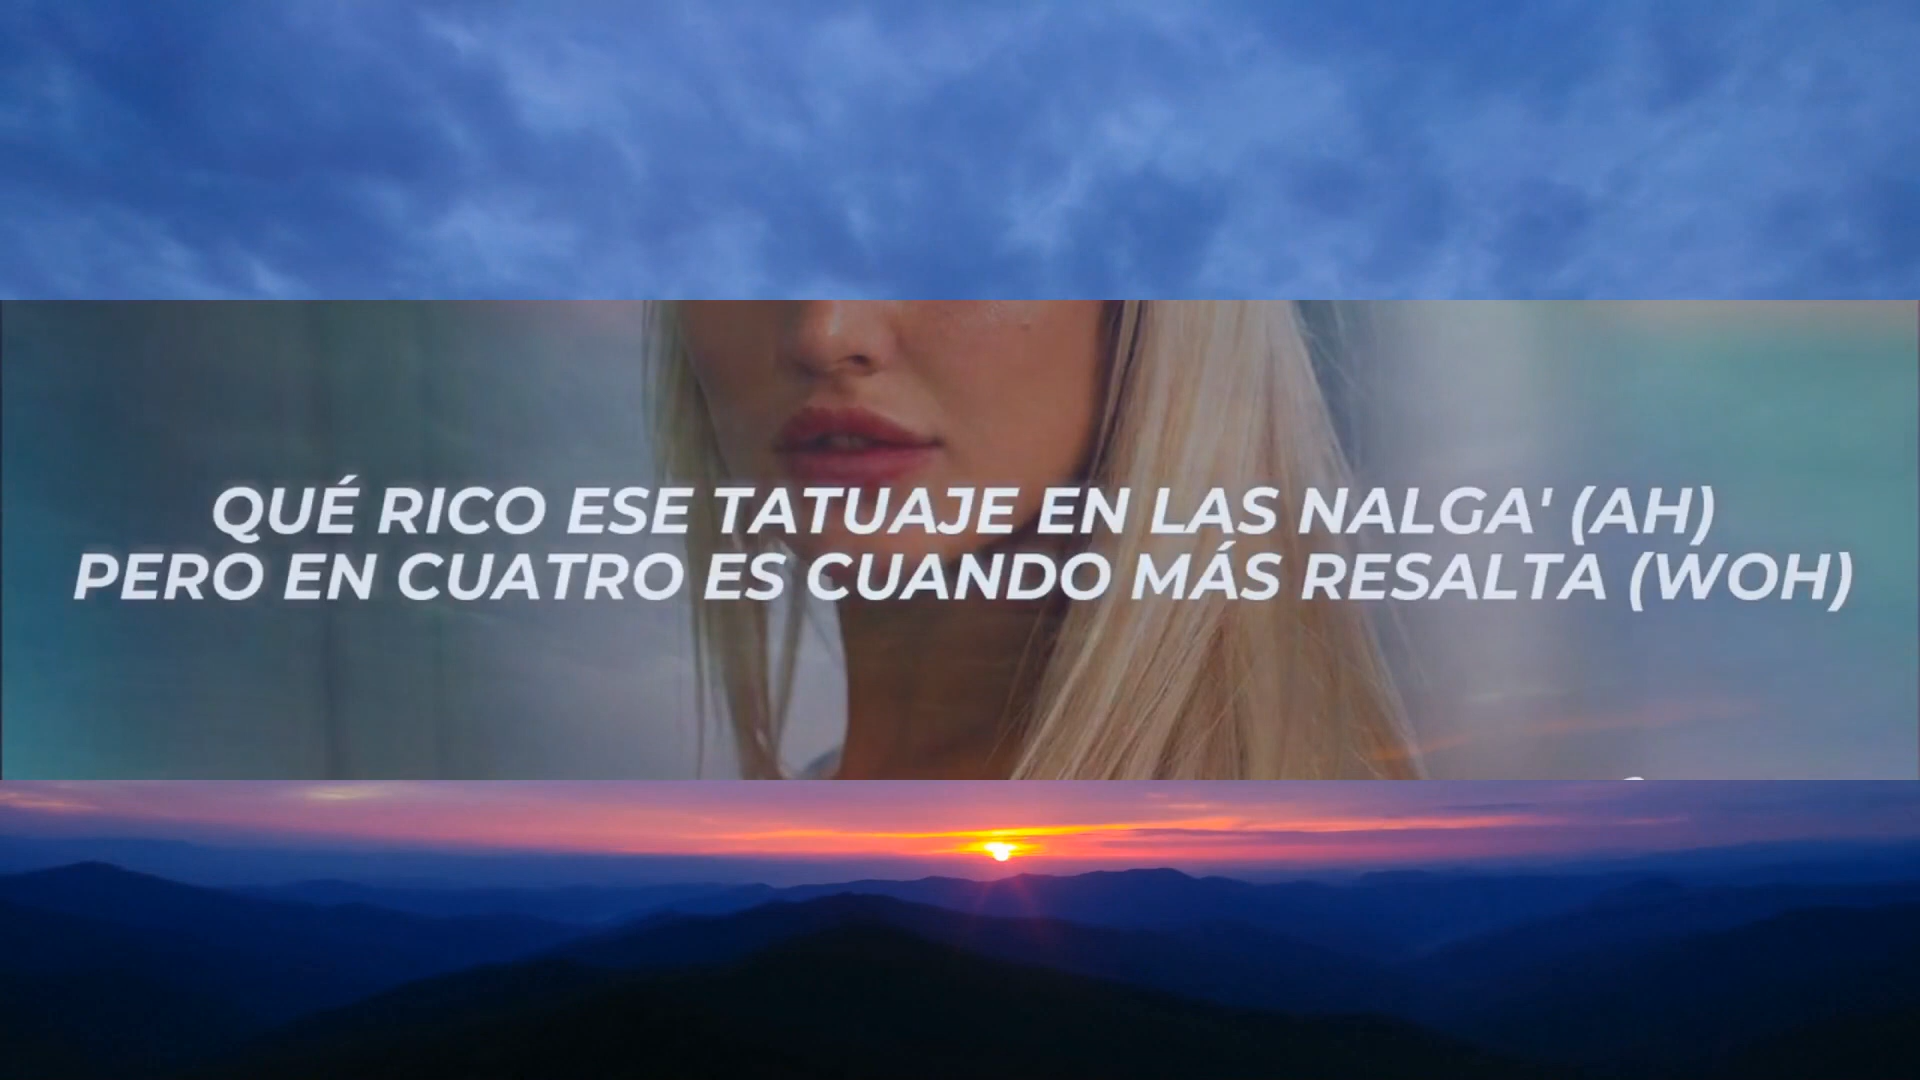 QUÉ RICO ESE TATUAJE EN LAS NALGA' (AH)
PERO EN CUATRO ES CUANDO MÁS RESALTA (WOH)